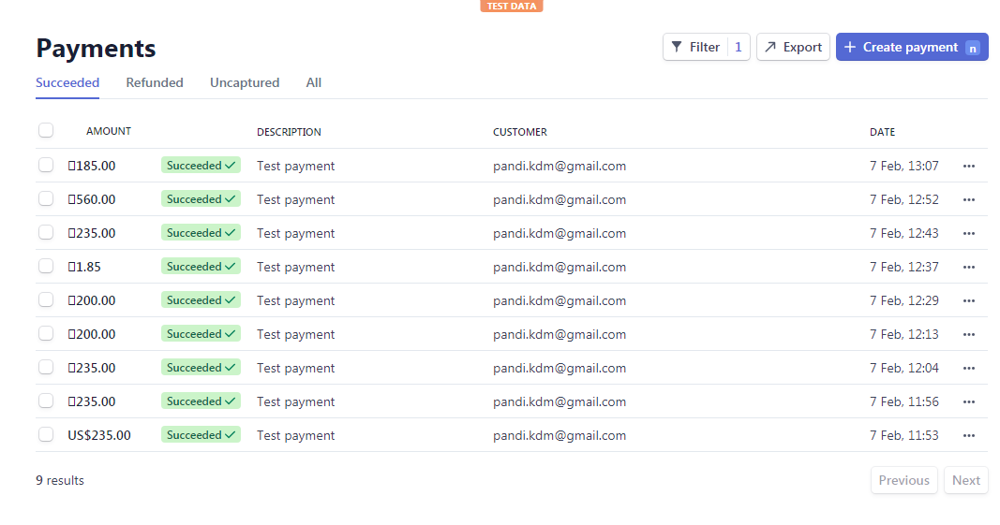 TEST DATA
Payments
Filter 1 Export + Create payment n
Succeeded Refunded Uncaptured All
AMOUNT DESCRIPTION CUSTOMER DATE
▯185.00 Succeeded ✓ Test payment pandi.kdm@gmail.com 7 Feb, 13:07 •••
▯560.00 Succeeded ✓ Test payment pandi.kdm@gmail.com 7 Feb, 12:52 •••
▯235.00 Succeeded ✓ Test payment pandi.kdm@gmail.com 7 Feb, 12:43 •••
▯1.85 Succeeded ✓ Test payment pandi.kdm@gmail.com 7 Feb, 12:37 •••
▯200.00 Succeeded ✓ Test payment pandi.kdm@gmail.com 7 Feb, 12:29 •••
▯200.00 Succeeded ✓ Test payment pandi.kdm@gmail.com 7 Feb, 12:13 •••
▯235.00 Succeeded ✓ Test payment pandi.kdm@gmail.com 7 Feb, 12:04 •••
▯235.00 Succeeded ✓ Test payment pandi.kdm@gmail.com 7 Feb, 11:56 •••
US$235.00 Succeeded ✓ Test payment pandi.kdm@gmail.com 7 Feb, 11:53 •••
9 results Previous Next